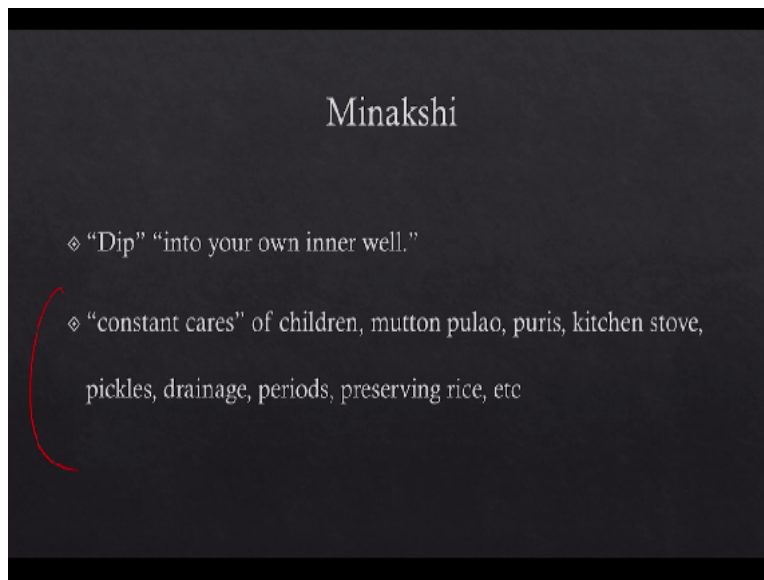 Minakshi
“Dip” “into your own inner well.”
“constant cares” of children, mutton pulao, puris, kitchen stove,
pickles, drainage, periods, preserving rice, etc